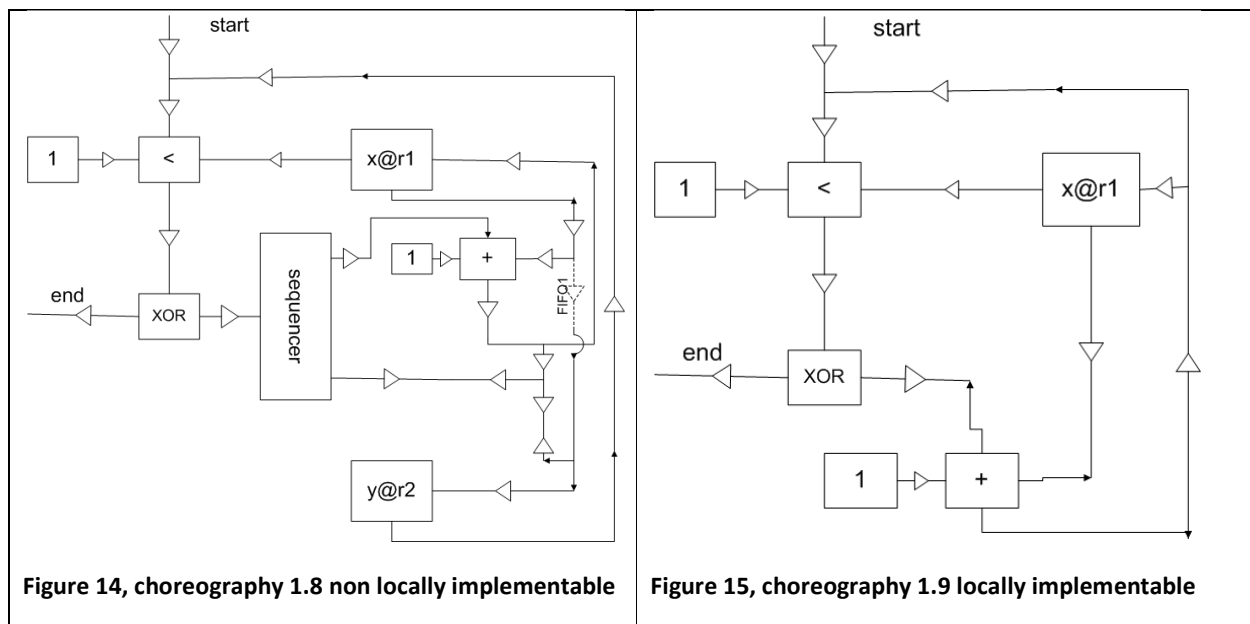 start
1
<
x@r1
1
+
FIFO1
sequencer
end
XOR
y@r2
Figure 14, choreography 1.8 non locally implementable
start
1
<
x@r1
end
XOR
1
+
Figure 15, choreography 1.9 locally implementable